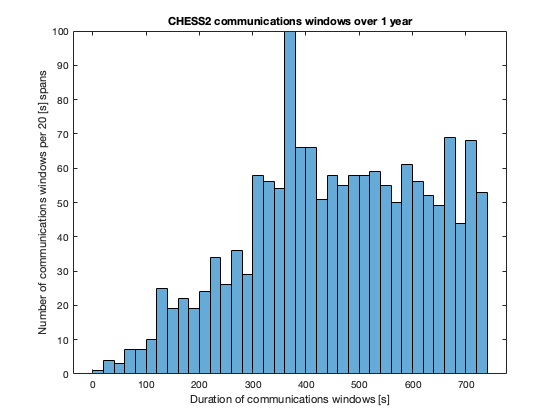 CHESS2 communications windows over 1 year
Number of communications windows per 20 [s] spans
100
90
80
70
60
50
40
30
20
10
0
0 100 200 300 400 500 600 700
Duration of communications windows [s]